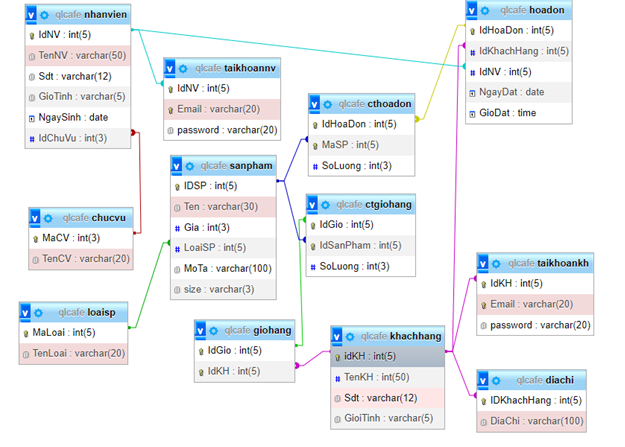 qlcafe nhanvien
IdNV : int(5)
TenNV : varchar(50)
Sdt : varchar(12)
GioTinh : varchar(5)
NgaySinh : date
IdChuVu : int(3)
qlcafe taikhoannv
IdNV : int(5)
Email : varchar(20)
password : varchar(20)
qlcafe cthoadon
IdHoaDon : int(5)
MaSP : int(5)
SoLuong : int(3)
qlcafe hoadon
IdHoaDon : int(5)
IdKhachHang : int(5)
IdNV : int(5)
NgayDat : date
GioDat : time
qlcafe sanpham
IDSP : int(5)
Ten : varchar(30)
Gia : int(3)
LoaiSP : int(5)
MoTa : varchar(100)
size : varchar(3)
qlcafe ctgiohang
IdGio : int(5)
IdSanPham : int(5)
SoLuong : int(3)
qlcafe chucvu
MaCV : int(3)
TenCV : varchar(20)
qlcafe taikhoankh
IdKH : int(5)
Email : varchar(20)
password : varchar(20)
qlcafe loaisp
MaLoai : int(5)
TenLoai : varchar(20)
qlcafe giohang
IdGio : int(5)
IdKH : int(5)
qlcafe khachhang
idKH : int(5)
TenKH : int(50)
Sdt : varchar(12)
GioiTinh : varchar(5)
qlcafe diachi
IDKhachHang : int(5)
DiaChi : varchar(100)